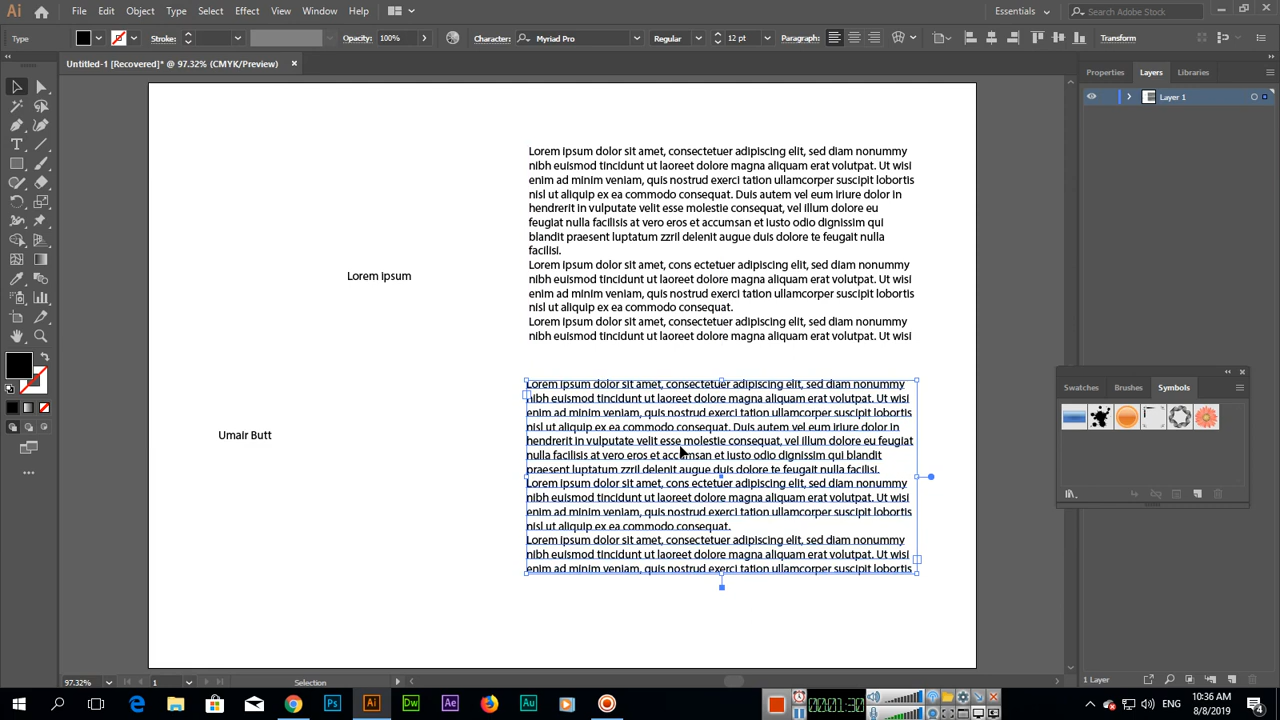 Ai File Edit Object Type Select Effect View Window Help Essentials Search Adobe Stock
Type Stroke: Opacity: 100% Character: Myriad Pro Regular 12 pt Paragraph: Transform
Untitled-1 [Recovered]* @ 97.32% (CMYK/Preview)
Properties Layers Libraries
Layer 1
Lorem ipsum dolor sit amet, consectetuer adipiscing elit, sed diam nonummy
nibh euismod tincidunt ut laoreet dolore magna aliquam erat volutpat. Ut wisi
enim ad minim veniam, quis nostrud exerci tation ullamcorper suscipit lobortis
nisl ut aliquip ex ea commodo consequat. Duis autem vel eum iriure dolor in
hendrerit in vulputate velit esse molestie consequat, vel illum dolore eu
feugiat nulla facilisis at vero eros et accumsan et iusto odio dignissim qui
blandit praesent luptatum zzril delenit augue duis dolore te feugait nulla
facilisi.
Lorem ipsum dolor sit amet, cons ectetuer adipiscing elit, sed diam nonummy
nibh euismod tincidunt ut laoreet dolore magna aliquam erat volutpat. Ut wisi
enim ad minim veniam, quis nostrud exerci tation ullamcorper suscipit lobortis
nisl ut aliquip ex ea commodo consequat.
Lorem ipsum dolor sit amet, consectetuer adipiscing elit, sed diam nonummy
nibh euismod tincidunt ut laoreet dolore magna aliquam erat volutpat. Ut wisi
Lorem ipsum
Lorem ipsum dolor sit amet, consectetuer adipiscing elit, sed diam nonummy
nibh euismod tincidunt ut laoreet dolore magna aliquam erat volutpat. Ut wisi
enim ad minim veniam, quis nostrud exerci tation ullamcorper suscipit lobortis
nisl ut aliquip ex ea commodo consequat. Duis autem vel eum iriure dolor in
hendrerit in vulputate velit esse molestie consequat, vel illum dolore eu feugiat
nulla facilisis at vero eros et accumsan et iusto odio dignissim qui blandit
praesent luptatum zzril delenit augue duis dolore te feugait nulla facilisi.
Lorem ipsum dolor sit amet, cons ectetuer adipiscing elit, sed diam nonummy
nibh euismod tincidunt ut laoreet dolore magna aliquam erat volutpat. Ut wisi
enim ad minim veniam, quis nostrud exerci tation ullamcorper suscipit lobortis
nisl ut aliquip ex ea commodo consequat.
Lorem ipsum dolor sit amet, consectetuer adipiscing elit, sed diam nonummy
nibh euismod tincidunt ut laoreet dolore magna aliquam erat volutpat. Ut wisi
enim ad minim veniam, quis nostrud exerci tation ullamcorper suscipit lobortis
Umair Butt
Swatches Brushes Symbols
97.32% 1 Selection
1 Layer
Ps Ai Dw Ae Au
00:01:30
ENG
10:36 AM
8/8/2019
4